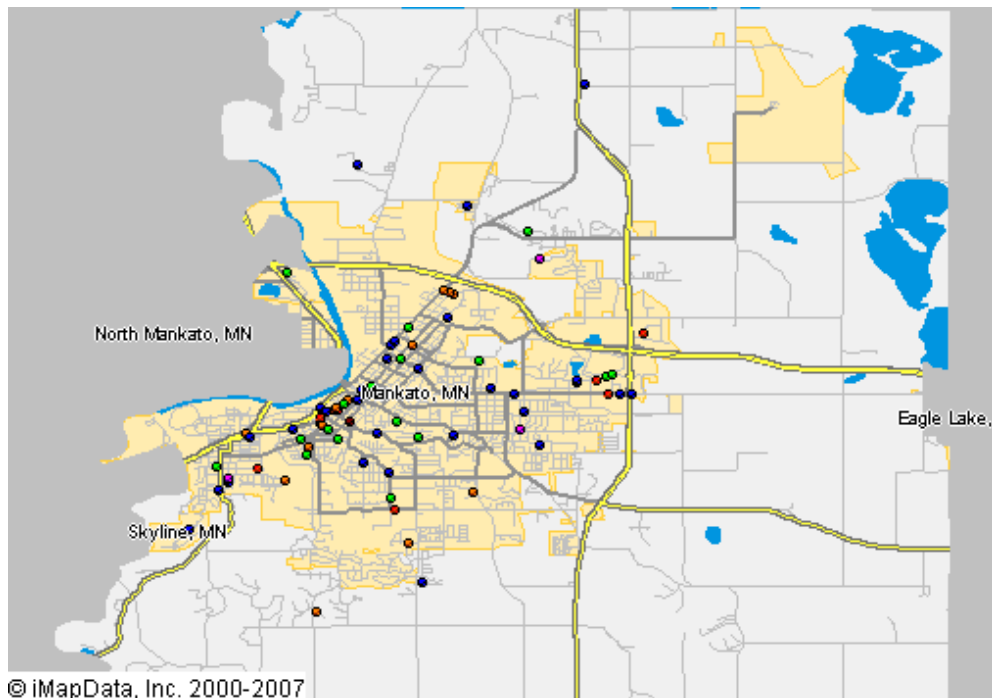 North Mankato, MN
Mankato, MN
Eagle Lake,
Skyline, MN
© iMapData, Inc. 2000-2007